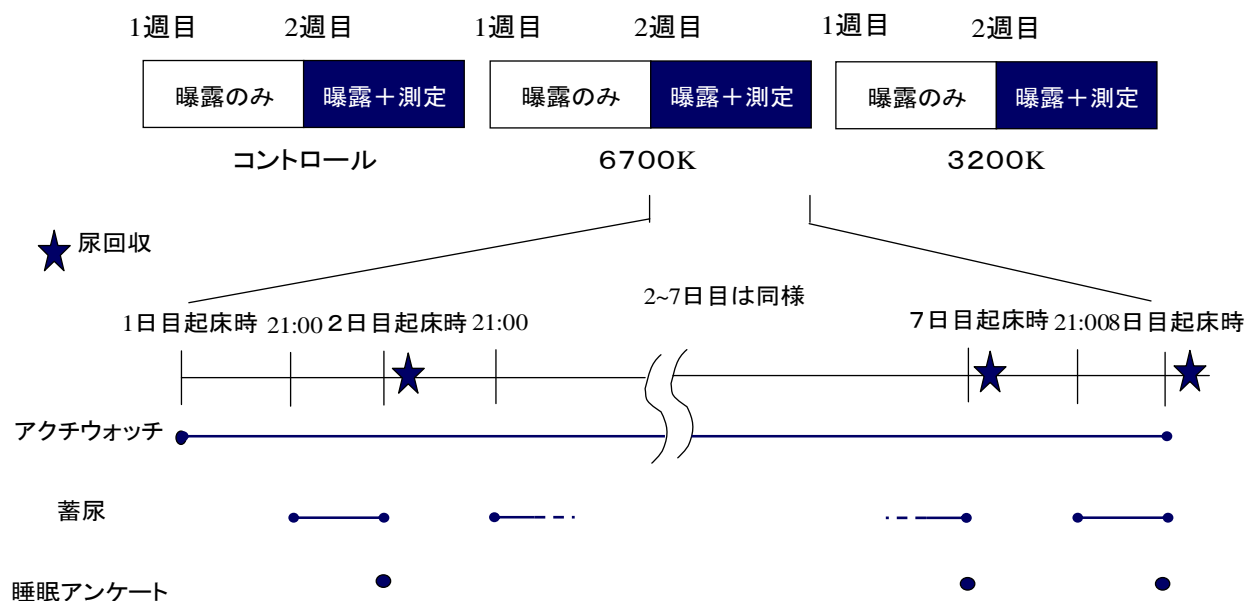 1週目 2週目 1週目 2週目 1週目 2週目
曝露のみ 曝露＋測定 曝露のみ 曝露＋測定 曝露のみ 曝露＋測定
コントロール 6700K 3200K
尿回収
2~7日目は同様
1日目起床時 21:00 2日目起床時 21:00 7日目起床時 21:00 8日目起床時
アクチウォッチ
蓄尿
睡眠アンケート